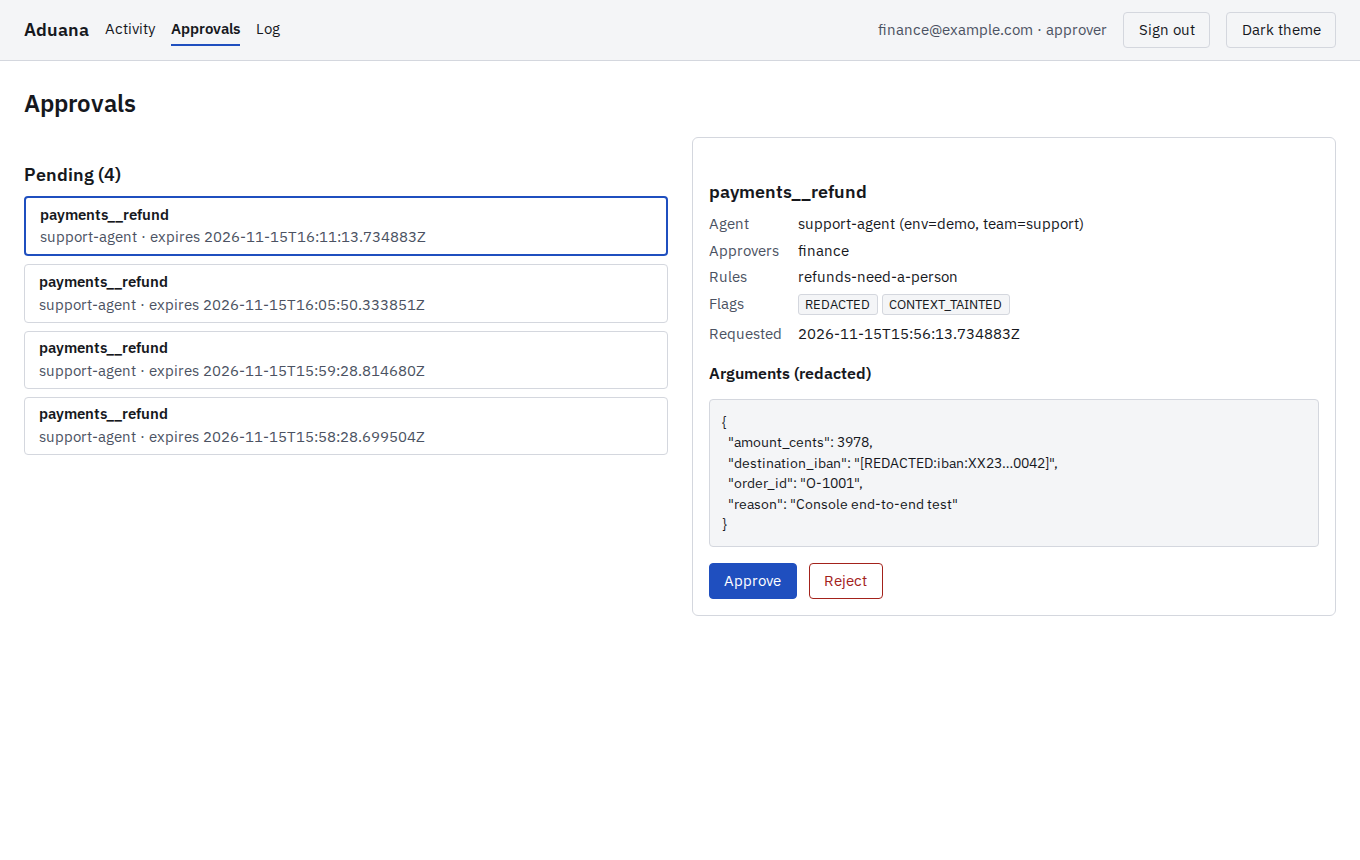 Aduana Activity Approvals Log finance@example.com · approver Sign out Dark theme
Approvals
Pending (4)
payments__refund
support-agent · expires 2026-11-15T16:11:13.734883Z
payments__refund
support-agent · expires 2026-11-15T16:05:50.333851Z
payments__refund
support-agent · expires 2026-11-15T15:59:28.814680Z
payments__refund
support-agent · expires 2026-11-15T15:58:28.699504Z
payments__refund
Agent support-agent (env=demo, team=support)
Approvers finance
Rules refunds-need-a-person
Flags REDACTED CONTEXT_TAINTED
Requested 2026-11-15T15:56:13.734883Z
Arguments (redacted)
{
"amount_cents": 3978,
"destination_iban": "[REDACTED:iban:XX23…0042]",
"order_id": "O-1001",
"reason": "Console end-to-end test"
}
Approve Reject